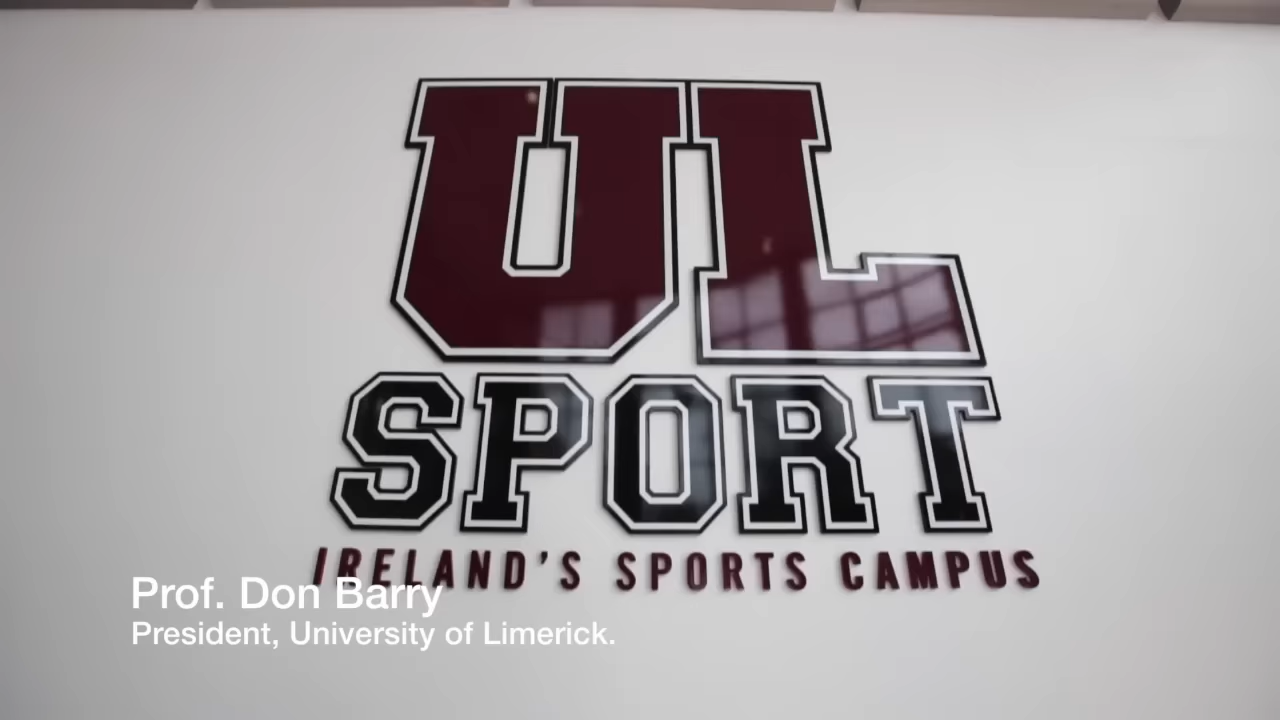 UL
SPORT
IRELAND'S SPORTS CAMPUS
Prof. Don Barry
President, University of Limerick.